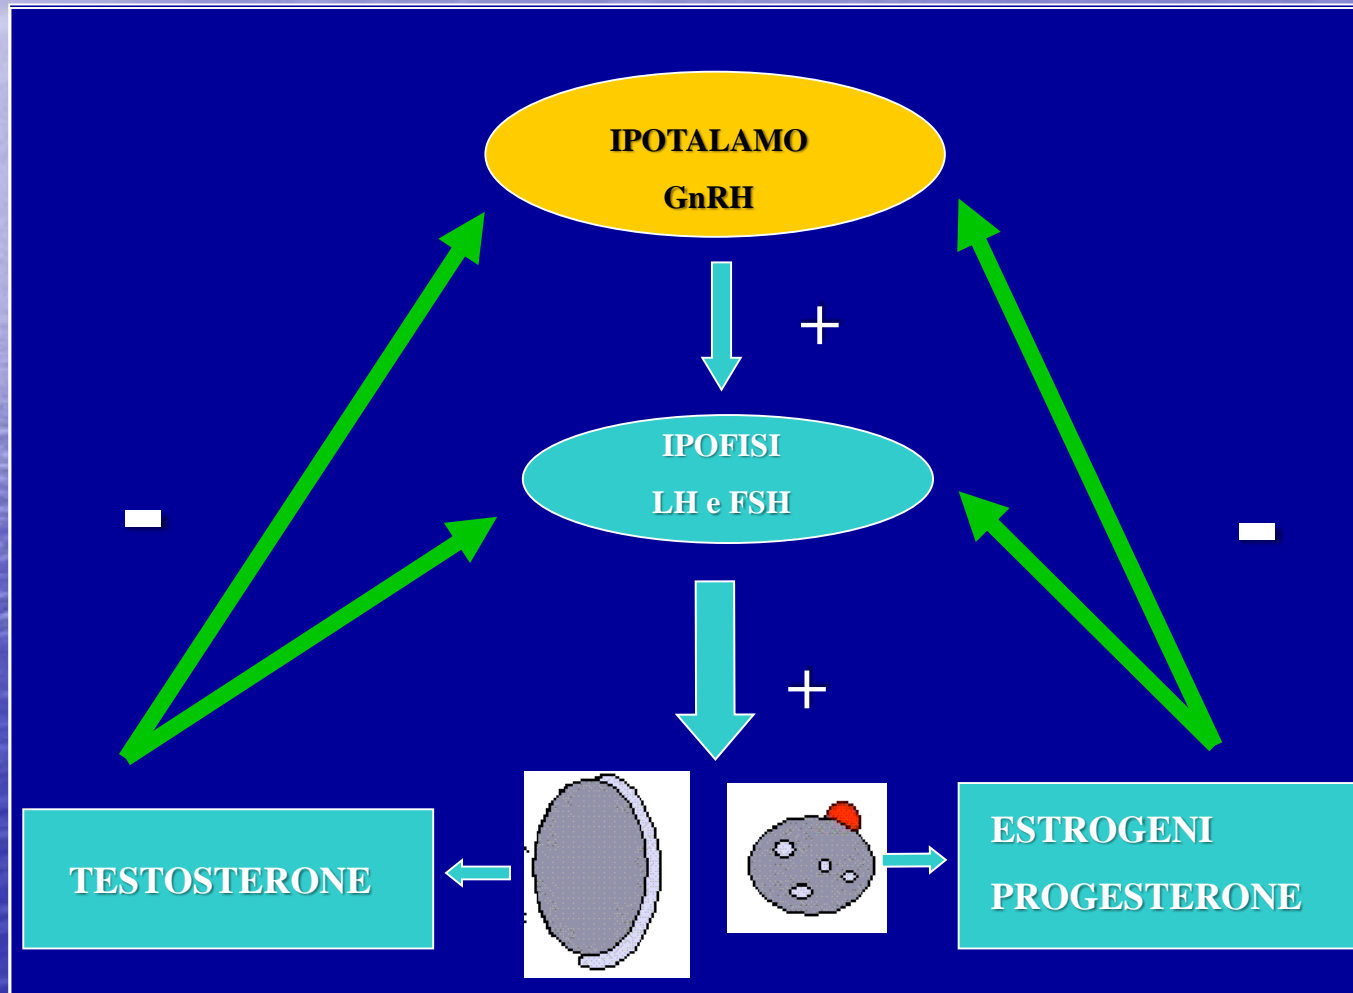 IPOTALAMO
GnRH
+
IPOFISI
LH e FSH
-
-
+
TESTOSTERONE
ESTROGENI
PROGESTERONE